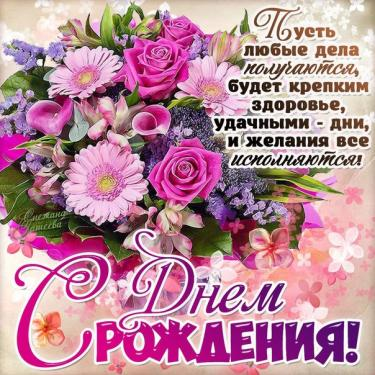 Пусть
любые дела
получаются,
будет крепким
здоровье,
удачными - дни,
и желания все
исполняются!
С Днем
РОЖДЕНИЯ!